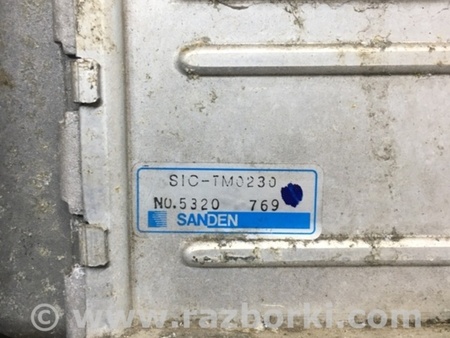 SIC-TM0230
NO.5320 769
SANDEN
© www.razborki.com